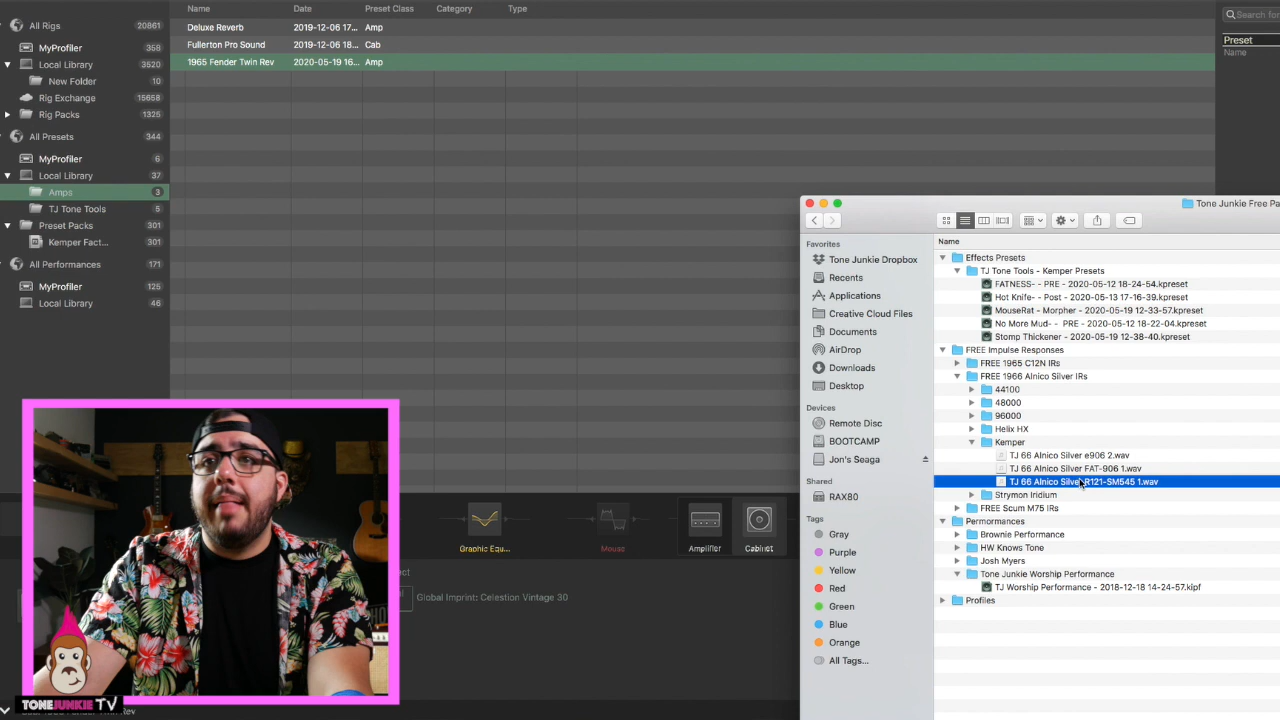 All Rigs 20861
MyProfiler 358
Local Library 3520
New Folder 10
Rig Exchange 15658
Rig Packs 1325
All Presets 344
MyProfiler 6
Local Library 37
Amps 3
TJ Tone Tools 5
Preset Packs 301
Kemper Fact... 301
All Performances 171
MyProfiler 125
Local Library 46
Name Date Preset Class Category Type
Deluxe Reverb 2019-12-06 17... Amp
Fullerton Pro Sound 2019-12-06 18... Cab
1965 Fender Twin Rev 2020-05-19 16... Amp
Search for
Preset
Name
Tone Junkie Free Pa
Favorites
Tone Junkie Dropbox
Recents
Applications
Creative Cloud Files
Documents
AirDrop
Downloads
Desktop
Devices
Remote Disc
BOOTCAMP
Jon's Seaga
Shared
RAX80
Tags
Gray
Purple
Yellow
Red
Green
Blue
Orange
All Tags...
Name
Effects Presets
TJ Tone Tools - Kemper Presets
FATNESS- - PRE - 2020-05-12 18-24-54.kpreset
Hot Knife- - Post - 2020-05-13 17-16-39.kpreset
MouseRat - Morpher - 2020-05-19 12-33-57.kpreset
No More Mud- - PRE - 2020-05-12 18-22-04.kpreset
Stomp Thickener - 2020-05-19 12-38-40.kpreset
FREE Impulse Responses
FREE 1965 C12N IRs
FREE 1966 Alnico Silver IRs
44100
48000
96000
Helix HX
Kemper
TJ 66 Alnico Silver e906 2.wav
TJ 66 Alnico Silver FAT-906 1.wav
TJ 66 Alnico Silver R121-SM545 1.wav
Strymon Iridium
FREE Scum M75 IRs
Permormances
Brownie Performance
HW Knows Tone
Josh Myers
Tone Junkie Worship Performance
TJ Worship Performance - 2018-12-18 14-24-57.kipf
Profiles
Graphic Equ...
Mouse
Amplifier
Cabinet
Global Imprint: Celestion Vintage 30
TONEJUNKIE TV